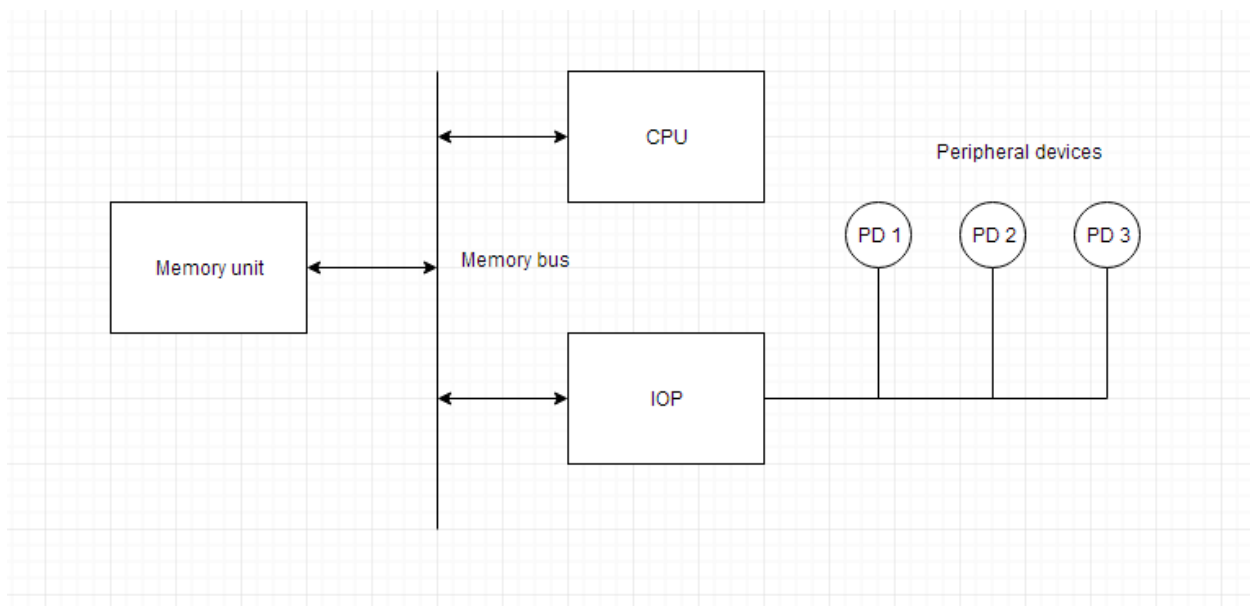 CPU
Peripheral devices
PD 1
PD 2
PD 3
Memory unit
Memory bus
IOP